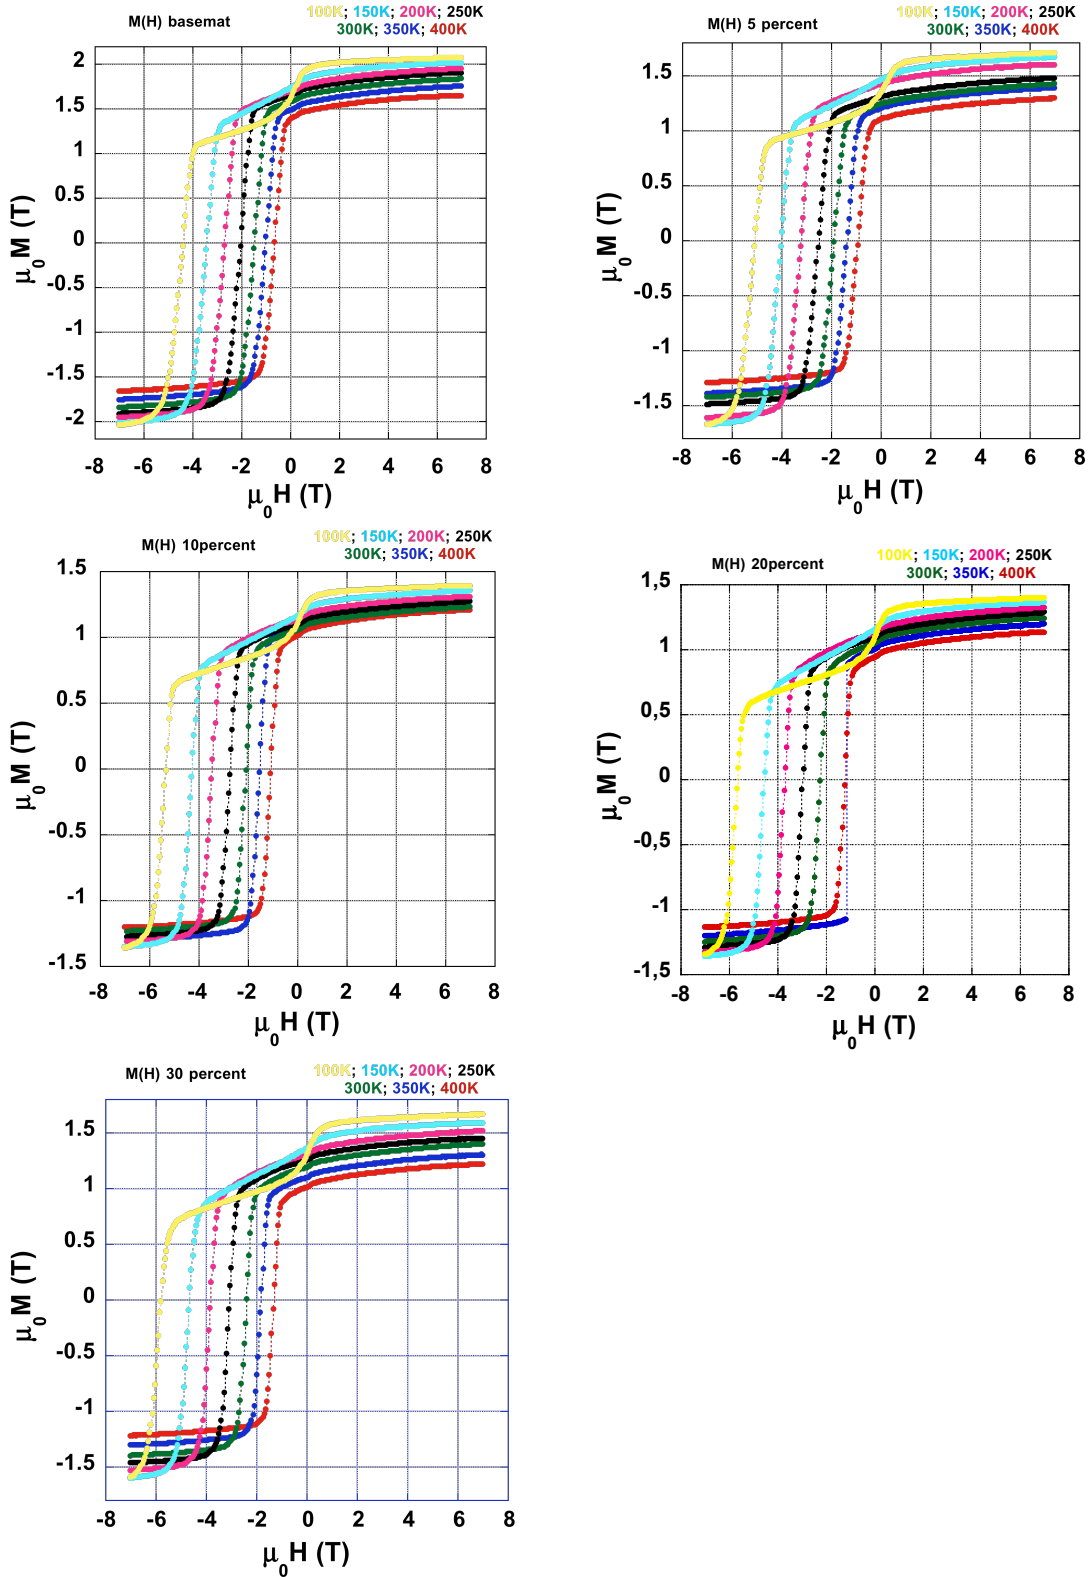 M(H) basemat
100K; 150K; 200K; 250K
300K; 350K; 400K
2
1.5
1
0.5
0
-0.5
-1
-1.5
-2
μ0M (T)
-8 -6 -4 -2 0 2 4 6 8
μ0H (T)
M(H) 5 percent
100K; 150K; 200K; 250K
300K; 350K; 400K
1.5
1
0.5
0
-0.5
-1
-1.5
μ0M (T)
-8 -6 -4 -2 0 2 4 6 8
μ0H (T)
M(H) 10percent
100K; 150K; 200K; 250K
300K; 350K; 400K
1.5
1
0.5
0
-0.5
-1
-1.5
μ0M (T)
-8 -6 -4 -2 0 2 4 6 8
μ0H (T)
M(H) 20percent
100K; 150K; 200K; 250K
300K; 350K; 400K
1,5
1
0,5
0
-0,5
-1
-1,5
μ0M (T)
-8 -6 -4 -2 0 2 4 6 8
μ0H (T)
M(H) 30 percent
100K; 150K; 200K; 250K
300K; 350K; 400K
1.5
1
0.5
0
-0.5
-1
-1.5
μ0M (T)
-8 -6 -4 -2 0 2 4 6 8
μ0H (T)